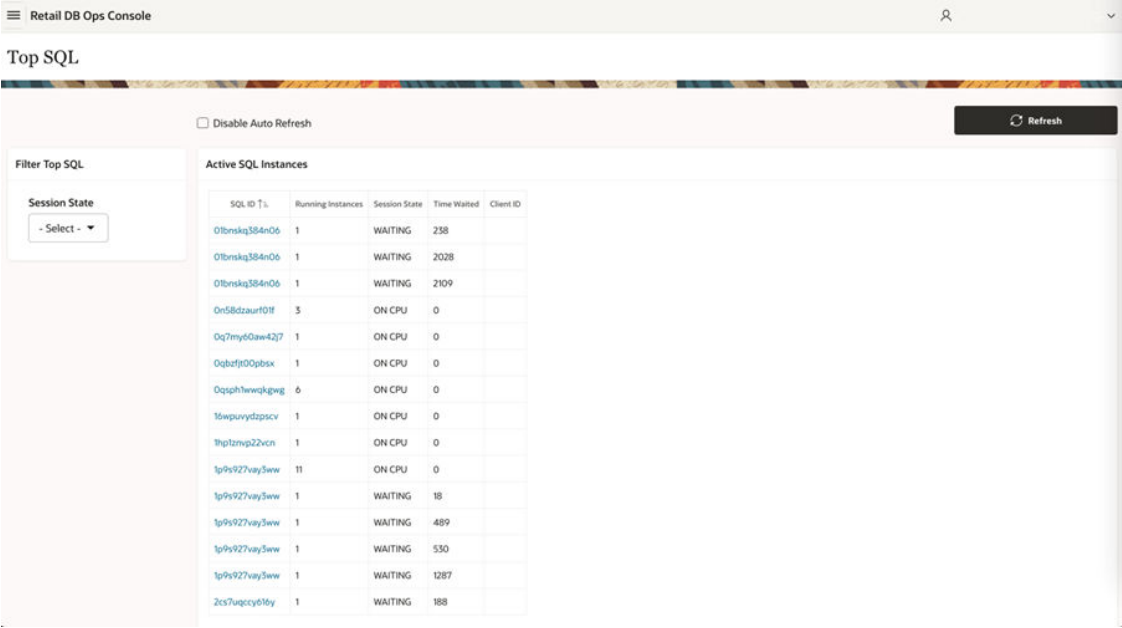 Retail DB Ops Console
Top SQL
Disable Auto Refresh
Refresh
Filter Top SQL
Session State
- Select -
Active SQL Instances
SQL ID Running Instances Session State Time Waited Client ID
01bnskq384n06 1 WAITING 238
01bnskq384n06 1 WAITING 2028
01bnskq384n06 1 WAITING 2109
0n58dzaurf01f 3 ON CPU 0
0q7my60aw42j7 1 ON CPU 0
0qbzfjt00pbsx 1 ON CPU 0
0qsph1wwqkgwg 6 ON CPU 0
16wpuvydzpscv 1 ON CPU 0
1hp1znvp22vcn 1 ON CPU 0
1p9s927vay3ww 11 ON CPU 0
1p9s927vay3ww 1 WAITING 18
1p9s927vay3ww 1 WAITING 489
1p9s927vay3ww 1 WAITING 530
1p9s927vay3ww 1 WAITING 1287
2cs7uqccy616y 1 WAITING 188